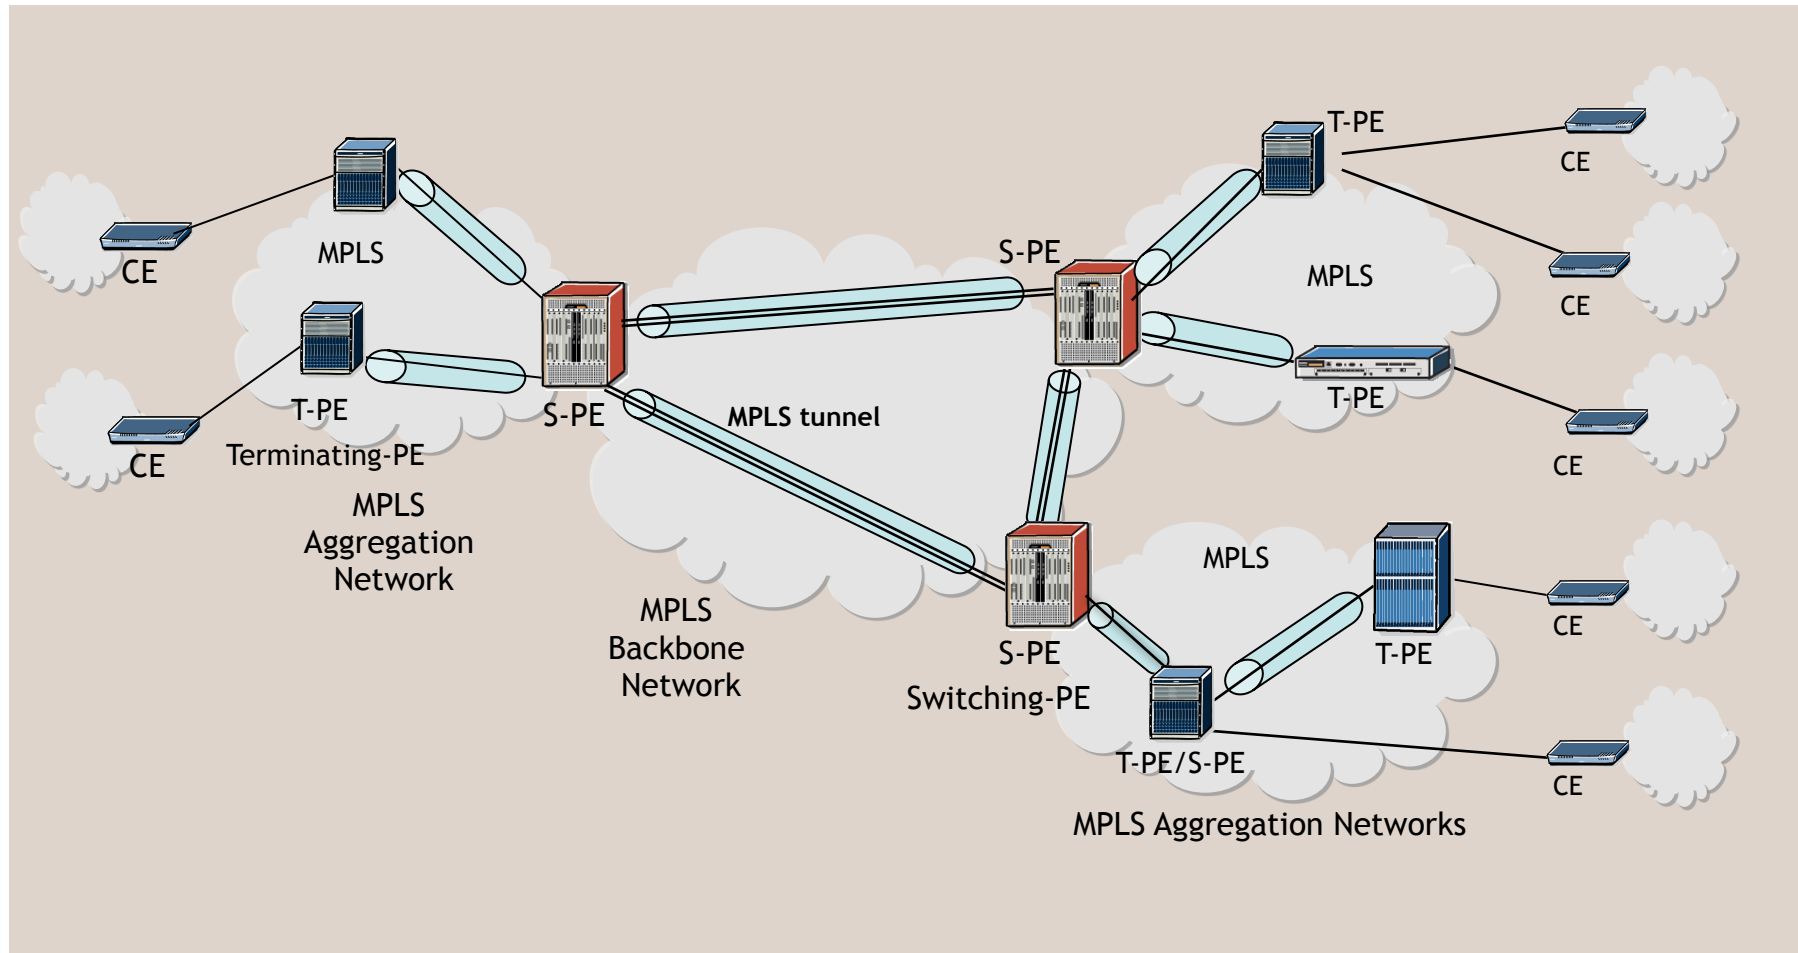 T-PE
CE
MPLS
CE
S-PE
MPLS
CE
T-PE
S-PE
T-PE
MPLS tunnel
CE
Terminating-PE
CE
MPLS
Aggregation
Network
MPLS
MPLS
Backbone
Network
S-PE
Switching-PE
T-PE
CE
T-PE/S-PE
CE
MPLS Aggregation Networks